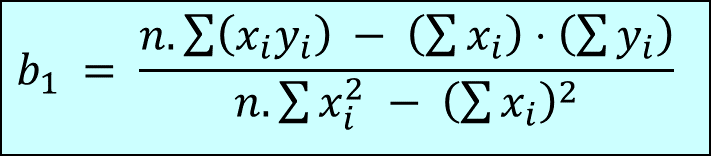 b₁ = (n.∑(xᵢyᵢ) − (∑ xᵢ) · (∑ yᵢ)) / (n.∑ xᵢ² − (∑ xᵢ)²)